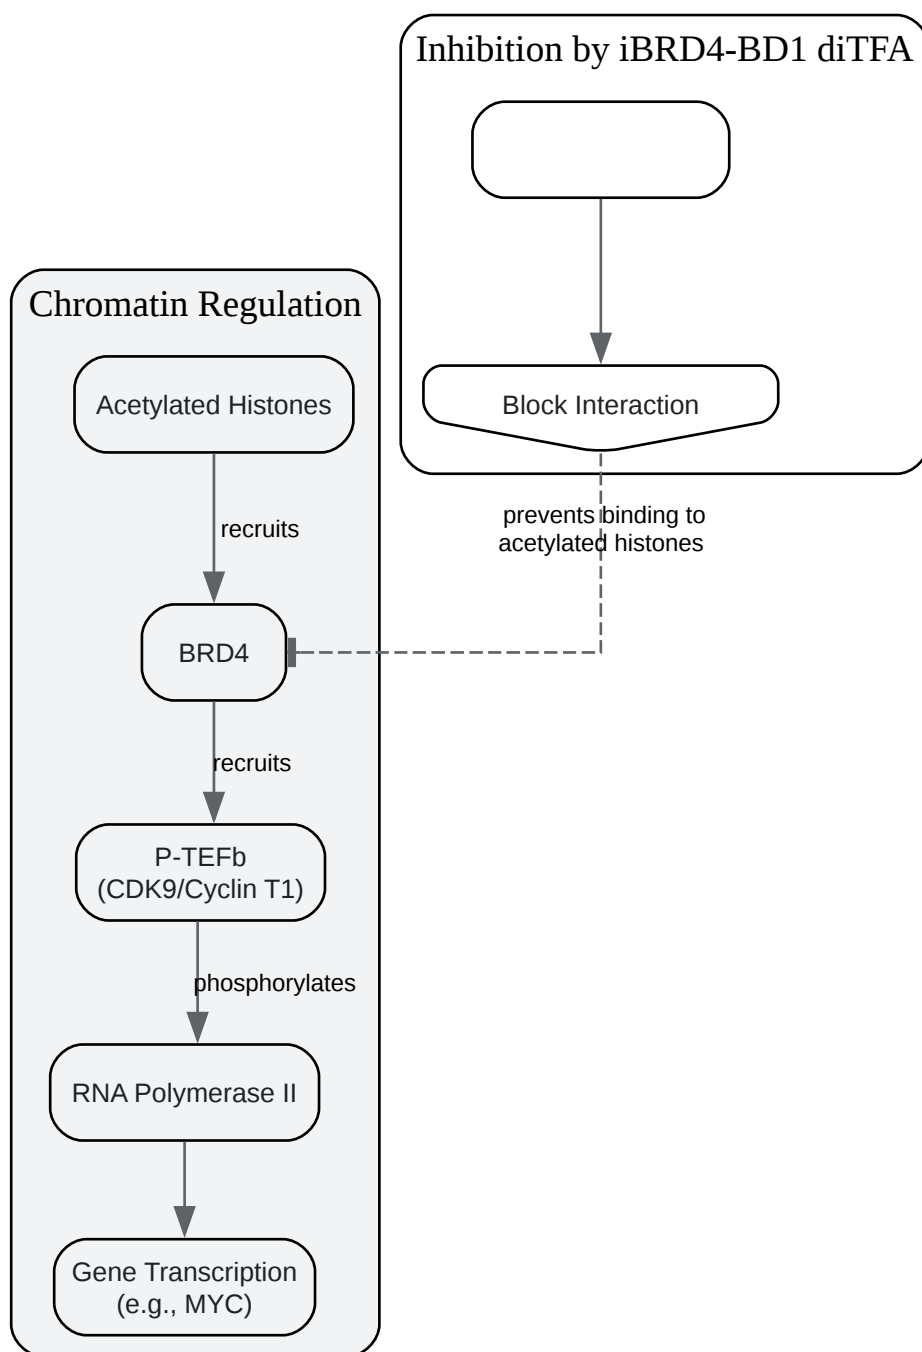 Inhibition by iBRD4-BD1 diTFA
Block Interaction
prevents binding to
acetylated histones
Chromatin Regulation
Acetylated Histones
recruits
BRD4
recruits
P-TEFb
(CDK9/Cyclin T1)
phosphorylates
RNA Polymerase II
Gene Transcription
(e.g., MYC)